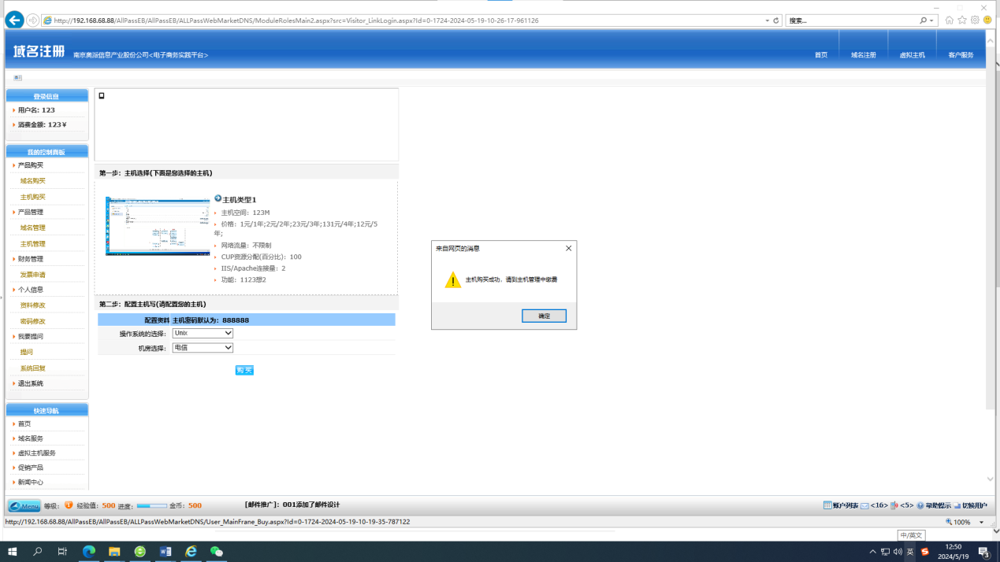 http://192.168.68.88/AllPassEB/AllPassEB/ALLPassWebMarketDNS/ModuleRolesMain2.aspx?src=Visitor_LinkLogin.aspx?Id=0-1724-2024-05-19-10-26-17-961126
搜索...
域名注册 南京奥派信息产业股份公司<电子商务实践平台>
首页 域名注册 虚拟主机 客户服务
登录信息
用户名: 123
消费金额: 123￥
我的控制面板
产品购买
域名购买
主机购买
产品管理
域名管理
主机管理
财务管理
发票申请
个人信息
资料修改
密码修改
我要提问
提问
系统回复
退出系统
快速导航
首页
域名服务
虚拟主机服务
促销产品
新闻中心
第一步：主机选择(下面是您选择的主机)
主机类型1
主机空间：123M
价格：1元/1年;2元/2年;23元/3年;131元/4年;12元/5
年;
网络流量：不限制
CUP资源分配(百分比)：100
IIS/Apache连接量：2
功能：1123想2
第二步：配置主机写(请配置您的主机)
配置资料 主机密码默认为：888888
操作系统的选择： Unix
机房选择： 电信
购 买
来自网页的消息
主机购买成功，请到主机管理中缴费
确定
Menu 等级： 经验值：500 进度： 金币：500
[邮件推广]：001添加了邮件设计
账户列表 <16> <5> 帮助提示 切换用户
http://192.168.68.88/AllPassEB/AllPassEB/ALLPassWebMarketDNS/User_MainFrane_Buy.aspx?Id=0-1724-2024-05-19-10-19-35-787122
100%
中/英文
英
12:50
2024/5/19
3